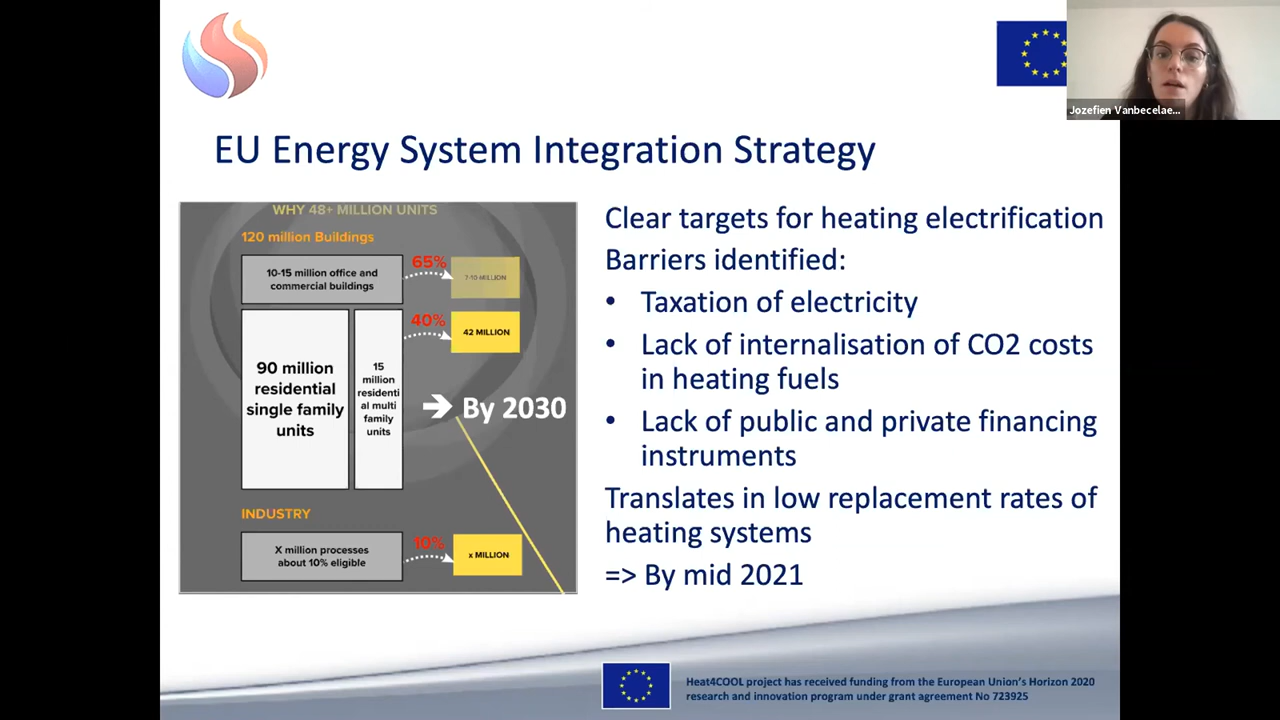 Jozefien Vanbecelae...
EU Energy System Integration Strategy
WHY 48+ MILLION UNITS
120 million Buildings
10-15 million office and
commercial buildings
65%
7-10 MILLION
40%
42 MILLION
90 million
residential
single family
units
15
million
residenti
al multi
family
units
By 2030
INDUSTRY
X million processes
about 10% eligible
10%
x MILLION
Clear targets for heating electrification
Barriers identified:
• Taxation of electricity
• Lack of internalisation of CO2 costs
in heating fuels
• Lack of public and private financing
instruments
Translates in low replacement rates of
heating systems
=> By mid 2021
Heat4COOL project has received funding from the European Union's Horizon 2020
research and innovation program under grant agreement No 723925